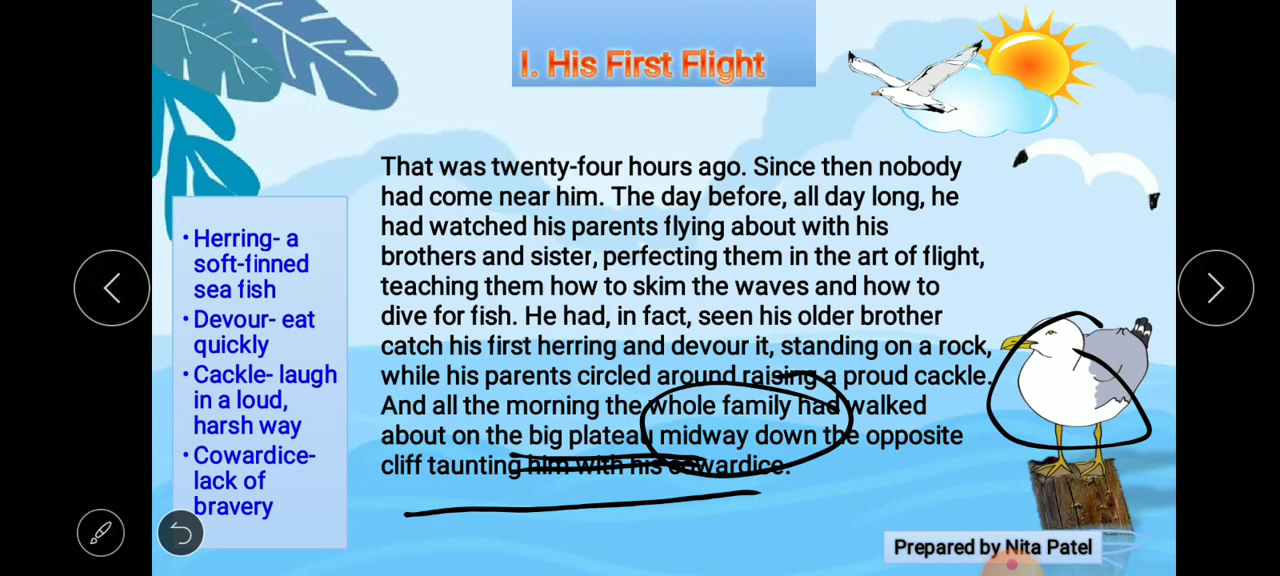 I. His First Flight
That was twenty-four hours ago. Since then nobody
had come near him. The day before, all day long, he
had watched his parents flying about with his
brothers and sister, perfecting them in the art of flight,
teaching them how to skim the waves and how to
dive for fish. He had, in fact, seen his older brother
catch his first herring and devour it, standing on a rock,
while his parents circled around raising a proud cackle.
And all the morning the whole family had walked
about on the big plateau midway down the opposite
cliff taunting him with his cowardice.
• Herring- a
soft-finned
sea fish
• Devour- eat
quickly
• Cackle- laugh
in a loud,
harsh way
• Cowardice-
lack of
bravery
Prepared by Nita Patel